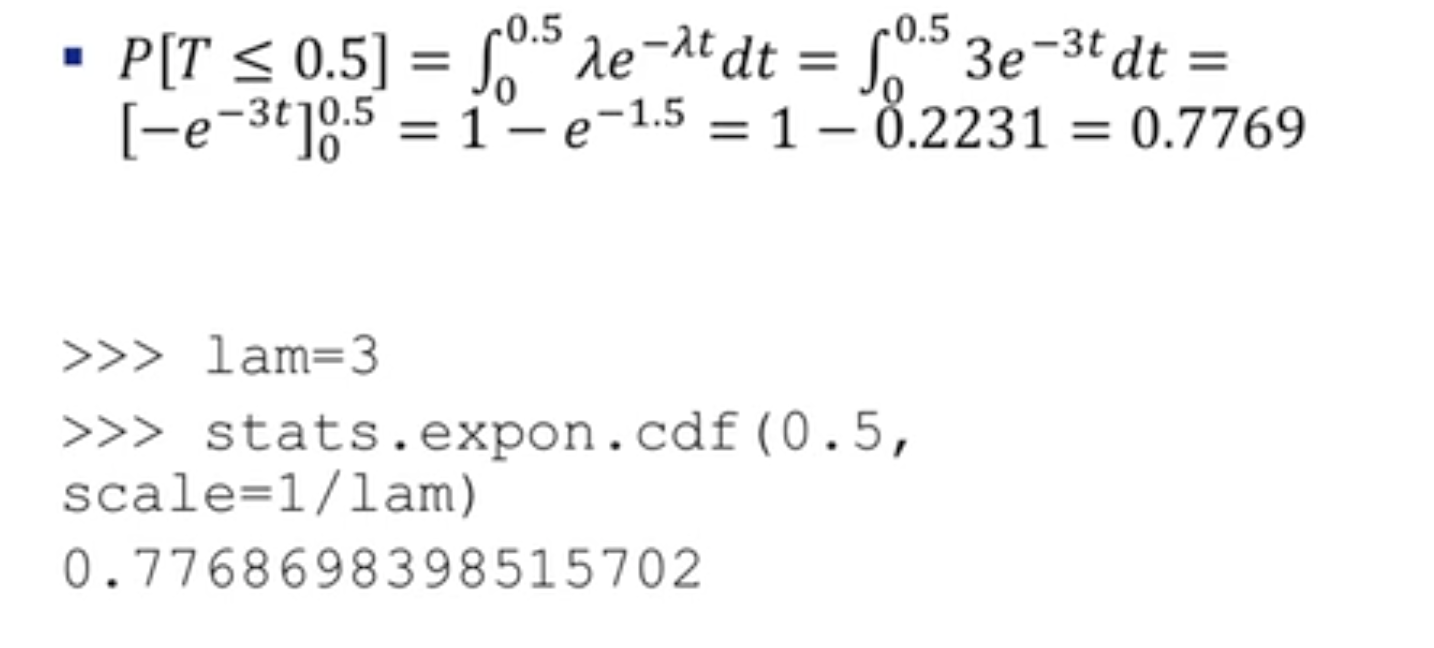 ▪ P[T ≤ 0.5] = ∫₀^0.5 λe^−λt dt = ∫₀^0.5 3e^−3t dt =
[−e^−3t]₀^0.5 = 1 − e^−1.5 = 1 − 0.2231 = 0.7769
>>> lam=3
>>> stats.expon.cdf(0.5,
scale=1/lam)
0.7768698398515702